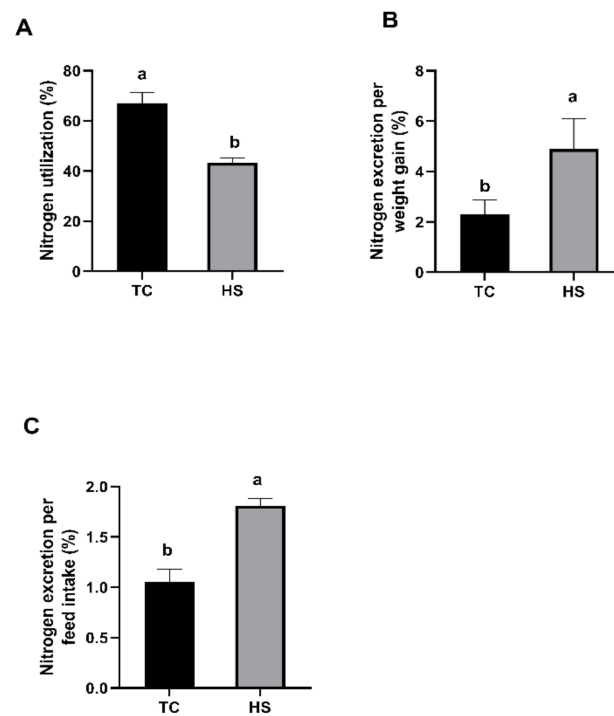 A
Nitrogen utilization (%)
80
60
40
20
0
a
b
TC
HS
B
Nitrogen excretion per
weight gain (%)
8
6
4
2
0
b
a
TC
HS
C
Nitrogen excretion per
feed intake (%)
2.0
1.5
1.0
0.5
0.0
b
a
TC
HS